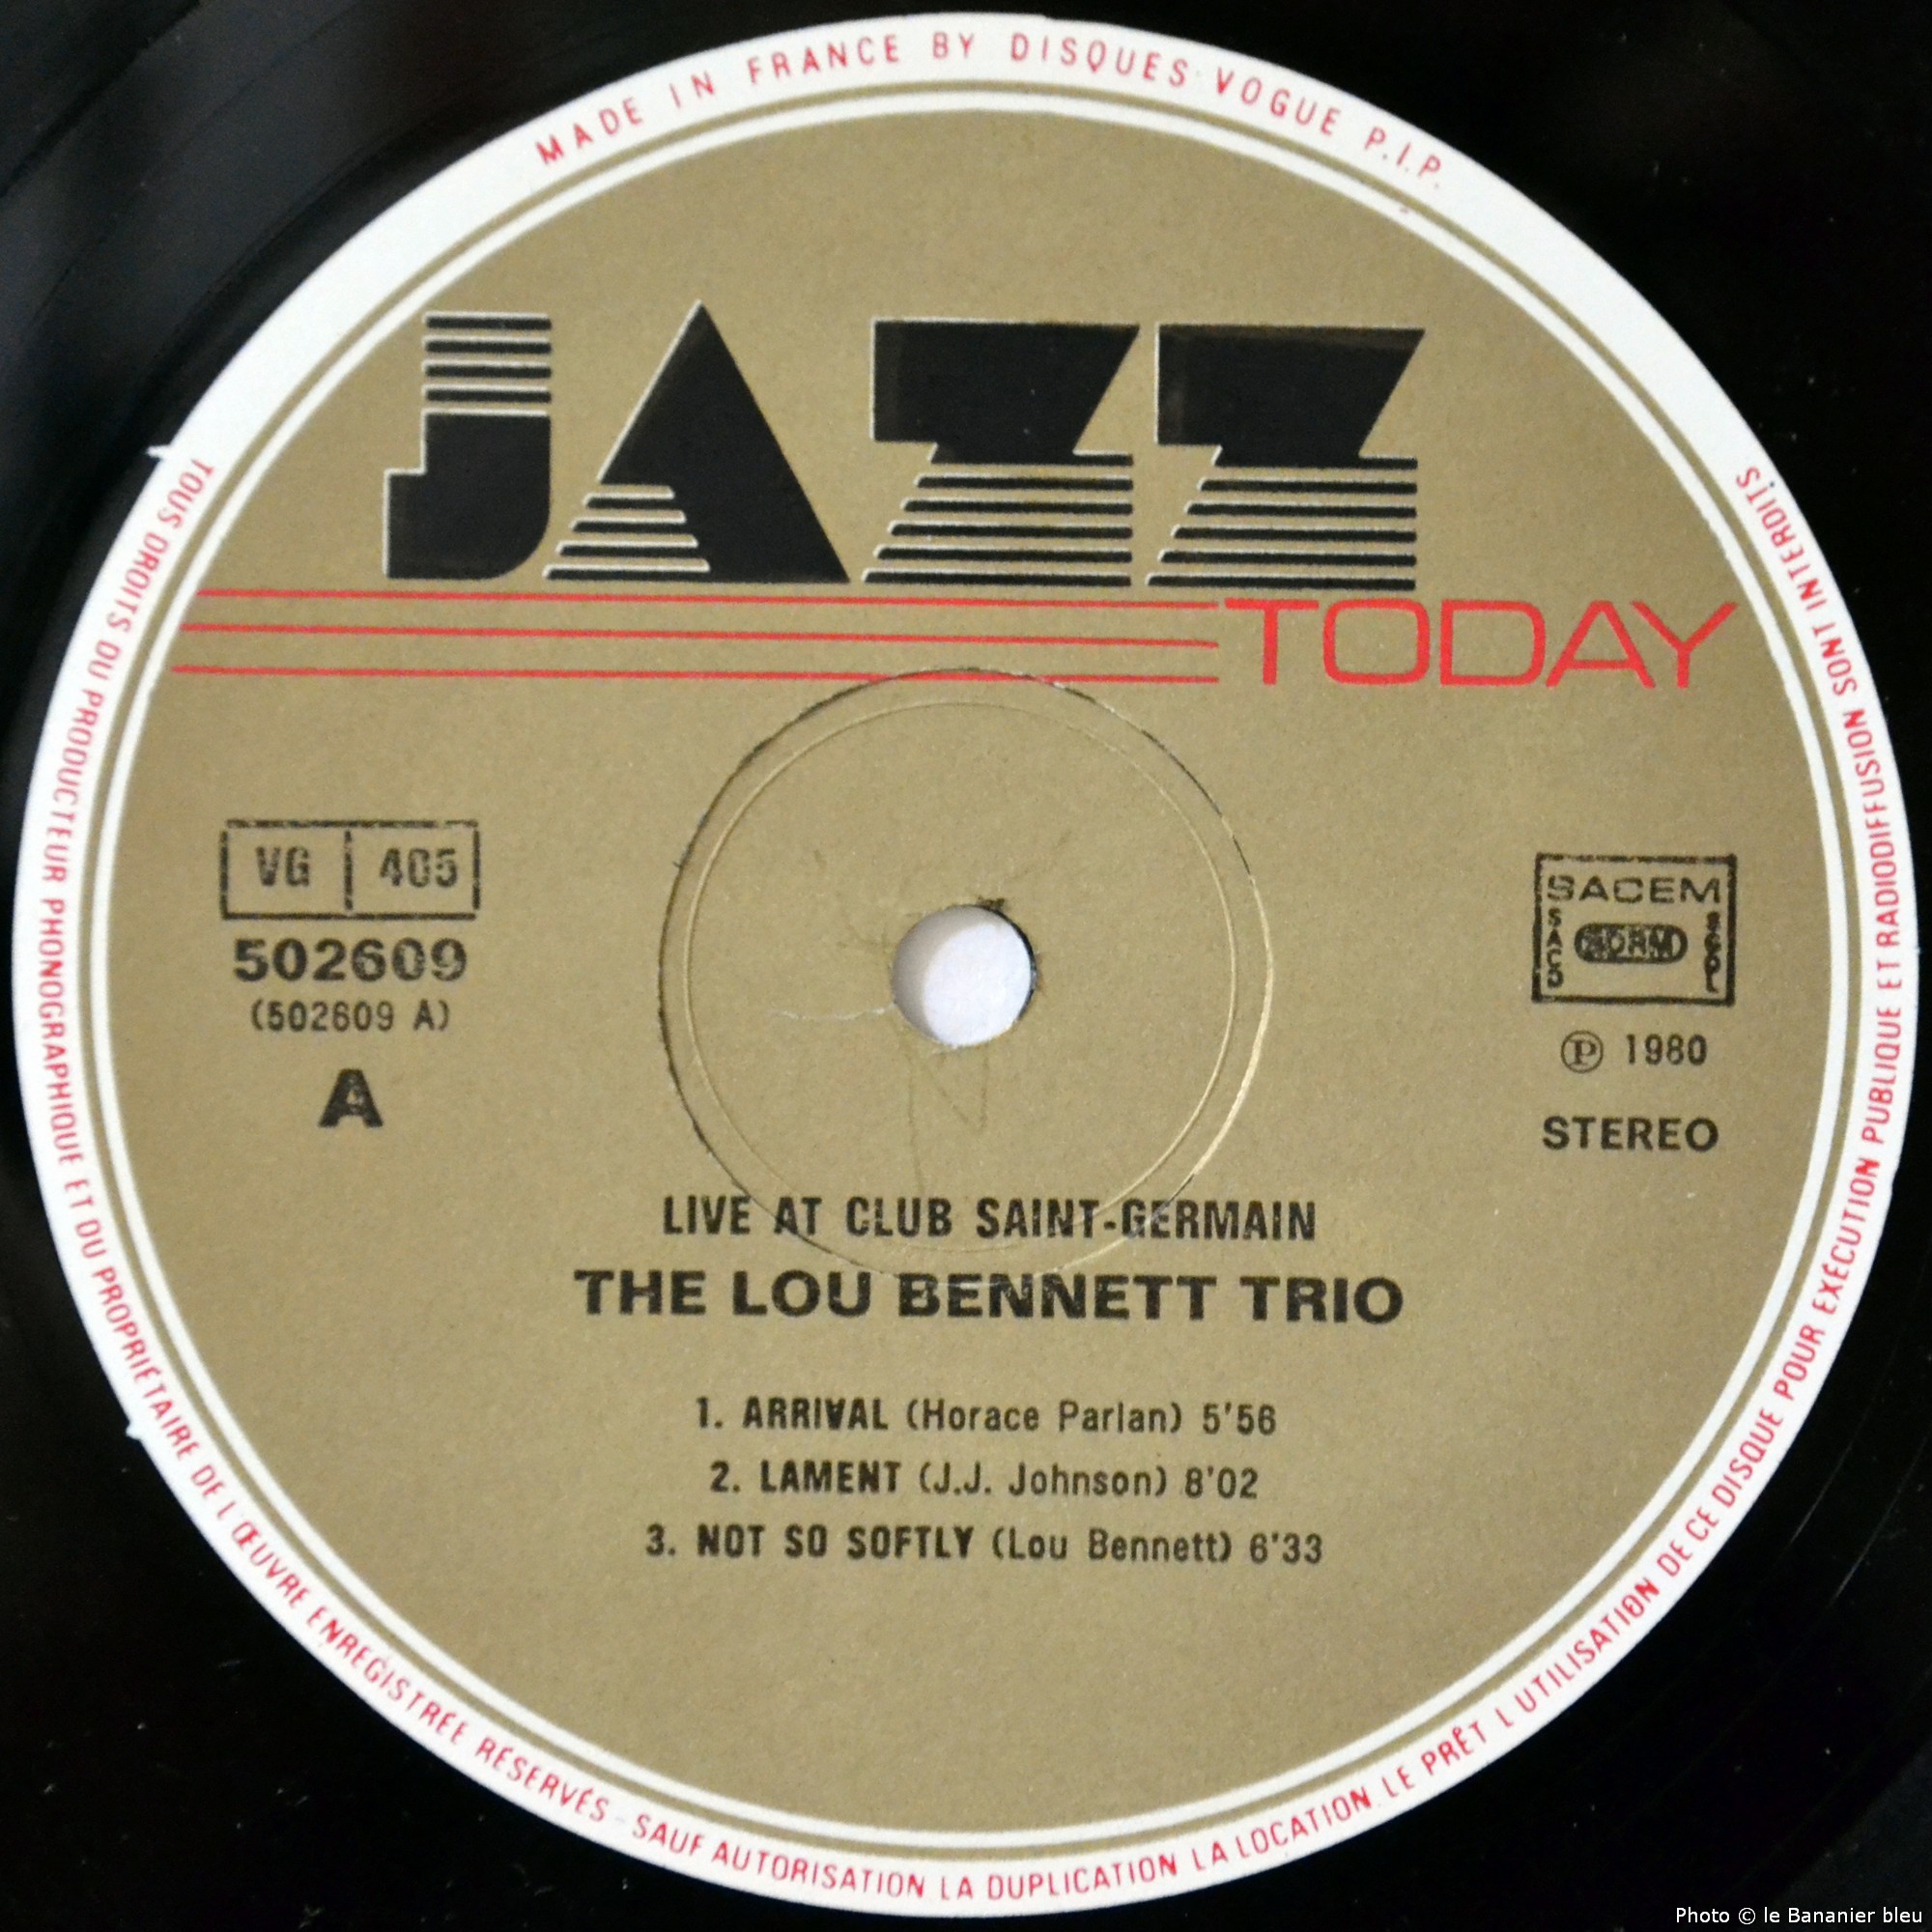 MADE IN FRANCE BY DISQUES VOGUE P.I.P.
JAZZ
TODAY
VG 405
502609
(502609 A)
A
SACEM
SACD SDRM SGDL
Ⓟ 1980
STEREO
LIVE AT CLUB SAINT-GERMAIN
THE LOU BENNETT TRIO
1. ARRIVAL (Horace Parlan) 5'56
2. LAMENT (J.J. Johnson) 8'02
3. NOT SO SOFTLY (Lou Bennett) 6'33
TOUS DROITS DU PRODUCTEUR PHONOGRAPHIQUE ET DU PROPRIÉTAIRE DE L ŒUVRE ENREGISTRÉE RÉSERVÉS - SAUF AUTORISATION LA DUPLICATION LA LOCATION. LE PRÊT L UTILISATION DE CE DISQUE POUR EXÉCUTION PUBLIQUE ET RADIODIFFUSION SONT INTERDITS
Photo © le Bananier bleu